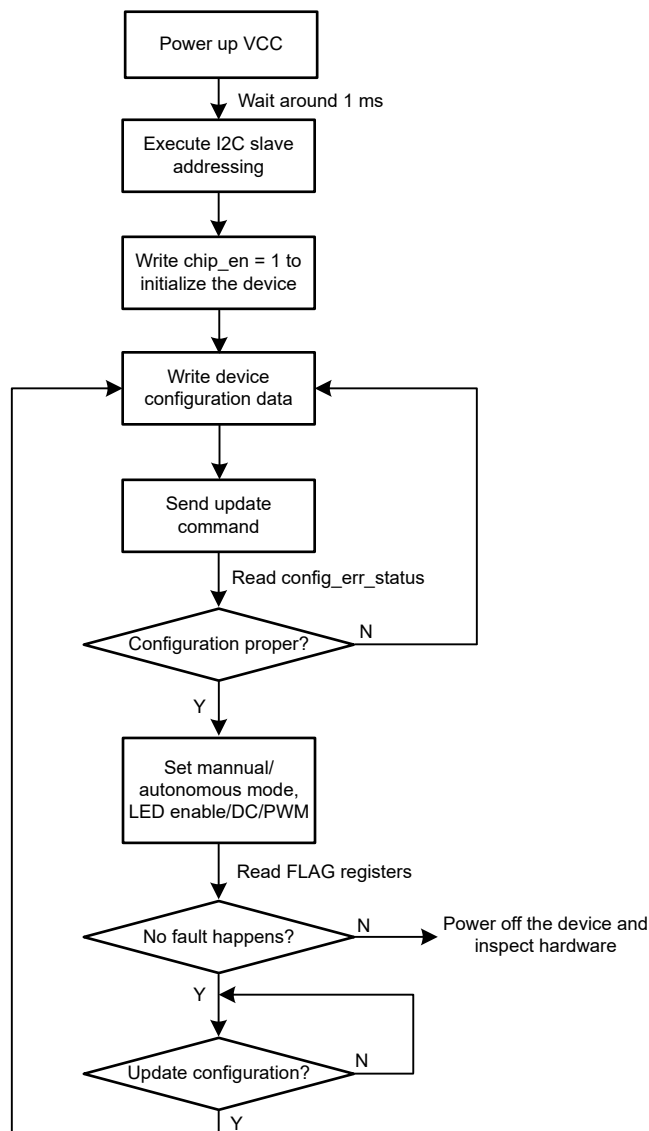 Power up VCC
Wait around 1 ms
Execute I2C slave
addressing
Write chip_en = 1 to
initialize the device
Write device
configuration data
Send update
command
Read config_err_status
Configuration proper?
N
Y
Set mannual/
autonomous mode,
LED enable/DC/PWM
Read FLAG registers
No fault happens?
N
Power off the device and
inspect hardware
Y
Update configuration?
N
Y